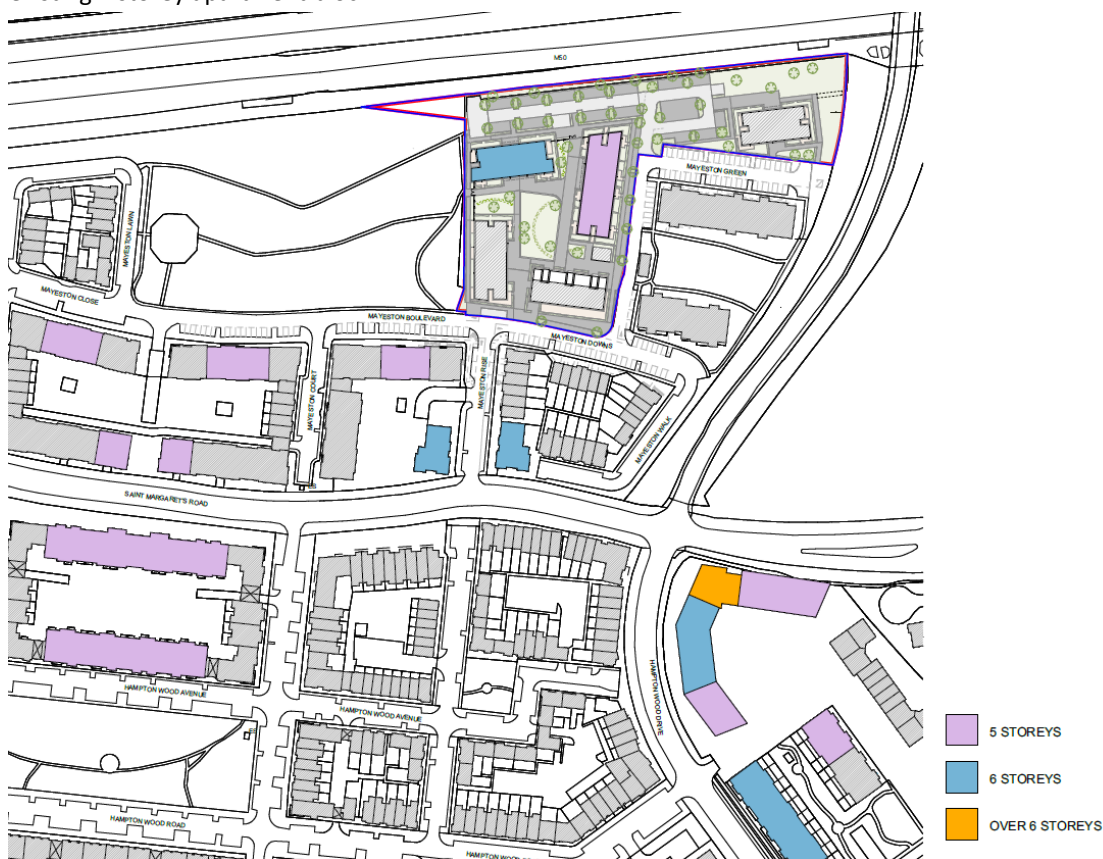 M50
MAYESTON GREEN
MAYESTON LAWN
MAYESTON CLOSE
MAYESTON BOULEVARD
MAYESTON DOWNS
MAYESTON RISE
MAYESTON COURT
MAYESTON WALK
SAINT MARGARET'S ROAD
HAMPTON WOOD DRIVE
HAMPTON WOOD AVENUE
HAMPTON WOOD AVENUE
HAMPTON WOOD ROAD
HAMPTON WOOD
5 STOREYS
6 STOREYS
OVER 6 STOREYS